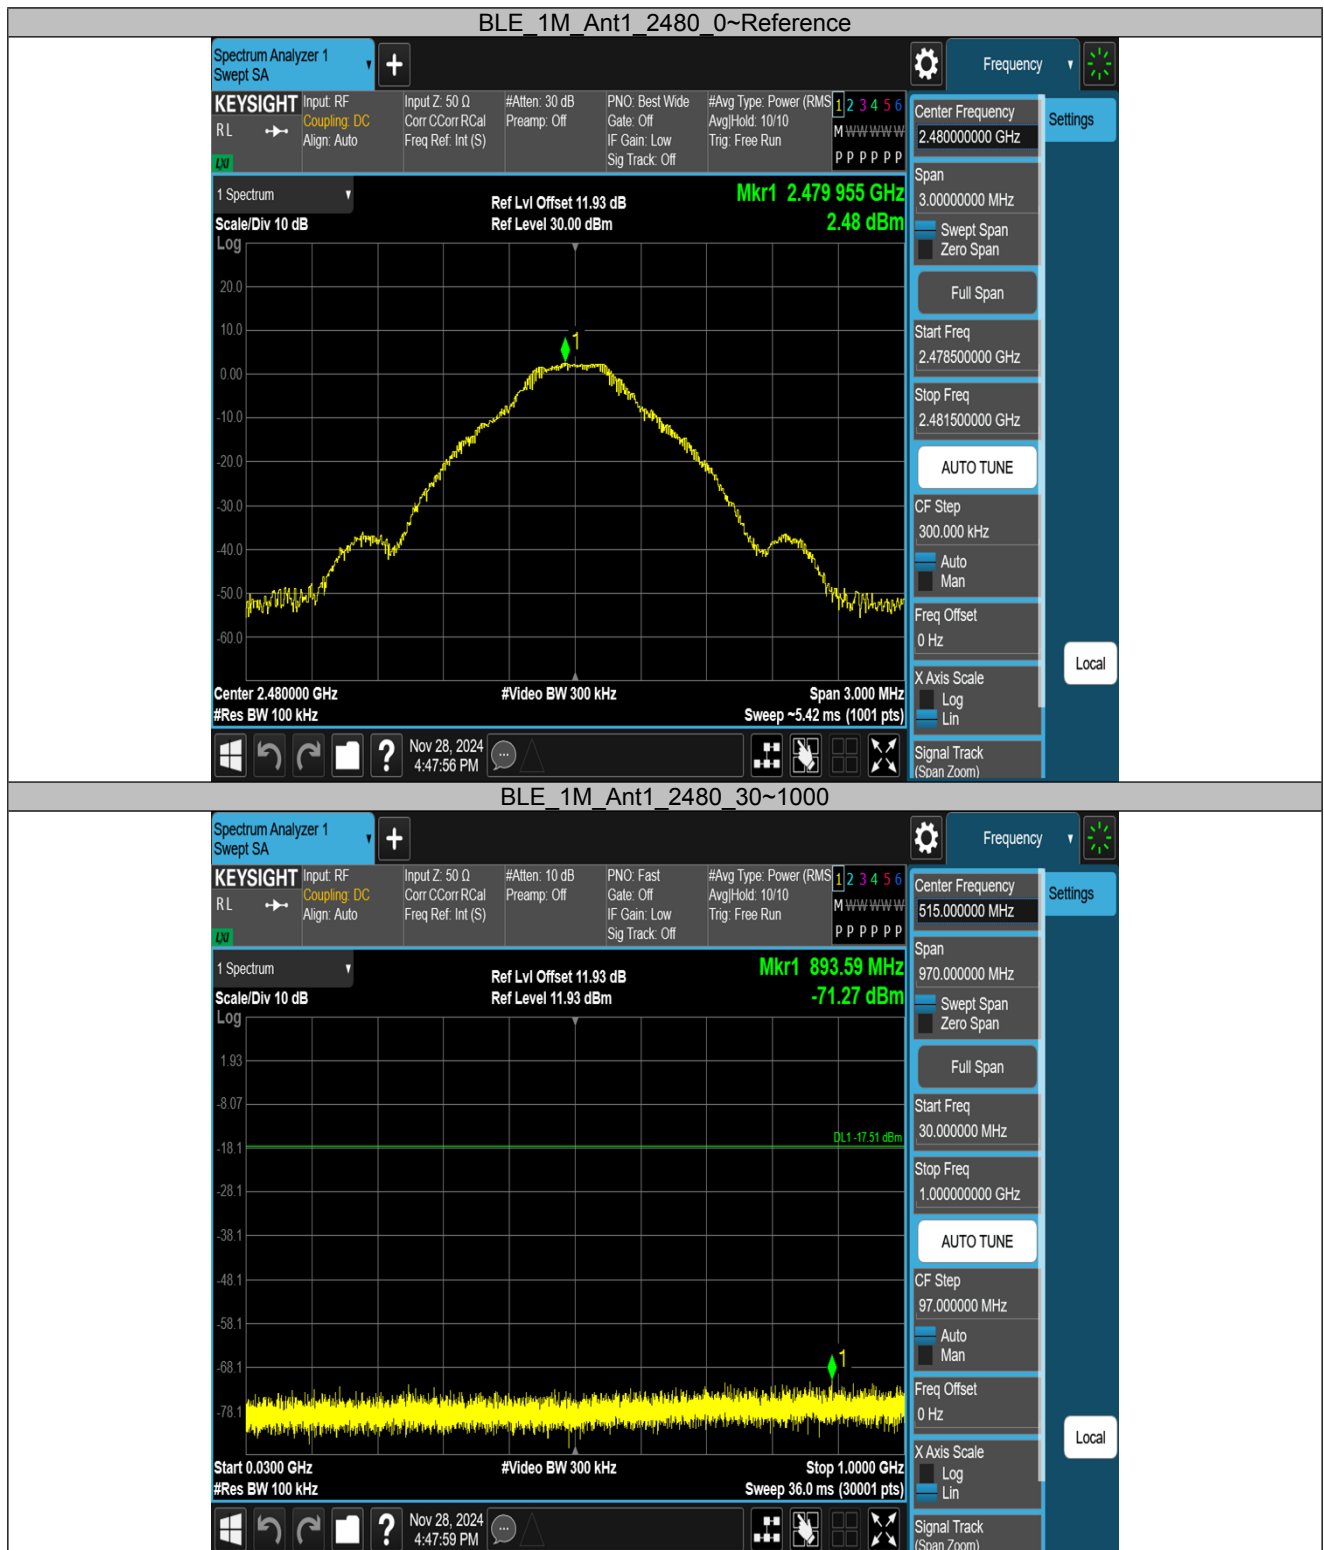 BLE_1M_Ant1_2480_0~Reference
Spectrum Analyzer 1
Swept SA
Frequency
KEYSIGHT
RL
LXI
Input: RF
Coupling: DC
Align: Auto
Input Z: 50 Ω
Corr CCorr RCal
Freq Ref: Int (S)
#Atten: 30 dB
Preamp: Off
PNO: Best Wide
Gate: Off
IF Gain: Low
Sig Track: Off
#Avg Type: Power (RMS
Avg|Hold: 10/10
Trig: Free Run
1 2 3 4 5 6
M W W W W W
P P P P P P
1 Spectrum
Scale/Div 10 dB
Ref Lvl Offset 11.93 dB
Ref Level 30.00 dBm
Mkr1 2.479 955 GHz
2.48 dBm
Log
20.0
10.0
0.00
-10.0
-20.0
-30.0
-40.0
-50.0
-60.0
1
Center 2.480000 GHz
#Res BW 100 kHz
#Video BW 300 kHz
Span 3.000 MHz
Sweep ~5.42 ms (1001 pts)
Nov 28, 2024
4:47:56 PM
Center Frequency
2.480000000 GHz
Settings
Span
3.00000000 MHz
Swept Span
Zero Span
Full Span
Start Freq
2.478500000 GHz
Stop Freq
2.481500000 GHz
AUTO TUNE
CF Step
300.000 kHz
Auto
Man
Freq Offset
0 Hz
X Axis Scale
Log
Lin
Local
Signal Track
(Span Zoom)
BLE_1M_Ant1_2480_30~1000
Spectrum Analyzer 1
Swept SA
Frequency
KEYSIGHT
RL
LXI
Input: RF
Coupling: DC
Align: Auto
Input Z: 50 Ω
Corr CCorr RCal
Freq Ref: Int (S)
#Atten: 10 dB
Preamp: Off
PNO: Fast
Gate: Off
IF Gain: Low
Sig Track: Off
#Avg Type: Power (RMS
Avg|Hold: 10/10
Trig: Free Run
1 2 3 4 5 6
M W W W W W
P P P P P P
1 Spectrum
Scale/Div 10 dB
Ref Lvl Offset 11.93 dB
Ref Level 11.93 dBm
Mkr1 893.59 MHz
-71.27 dBm
Log
1.93
-8.07
-18.1
-28.1
-38.1
-48.1
-58.1
-68.1
-78.1
DL1 -17.51 dBm
1
Start 0.0300 GHz
#Res BW 100 kHz
#Video BW 300 kHz
Stop 1.0000 GHz
Sweep 36.0 ms (30001 pts)
Nov 28, 2024
4:47:59 PM
Center Frequency
515.000000 MHz
Settings
Span
970.000000 MHz
Swept Span
Zero Span
Full Span
Start Freq
30.000000 MHz
Stop Freq
1.000000000 GHz
AUTO TUNE
CF Step
97.000000 MHz
Auto
Man
Freq Offset
0 Hz
X Axis Scale
Log
Lin
Local
Signal Track
(Span Zoom)